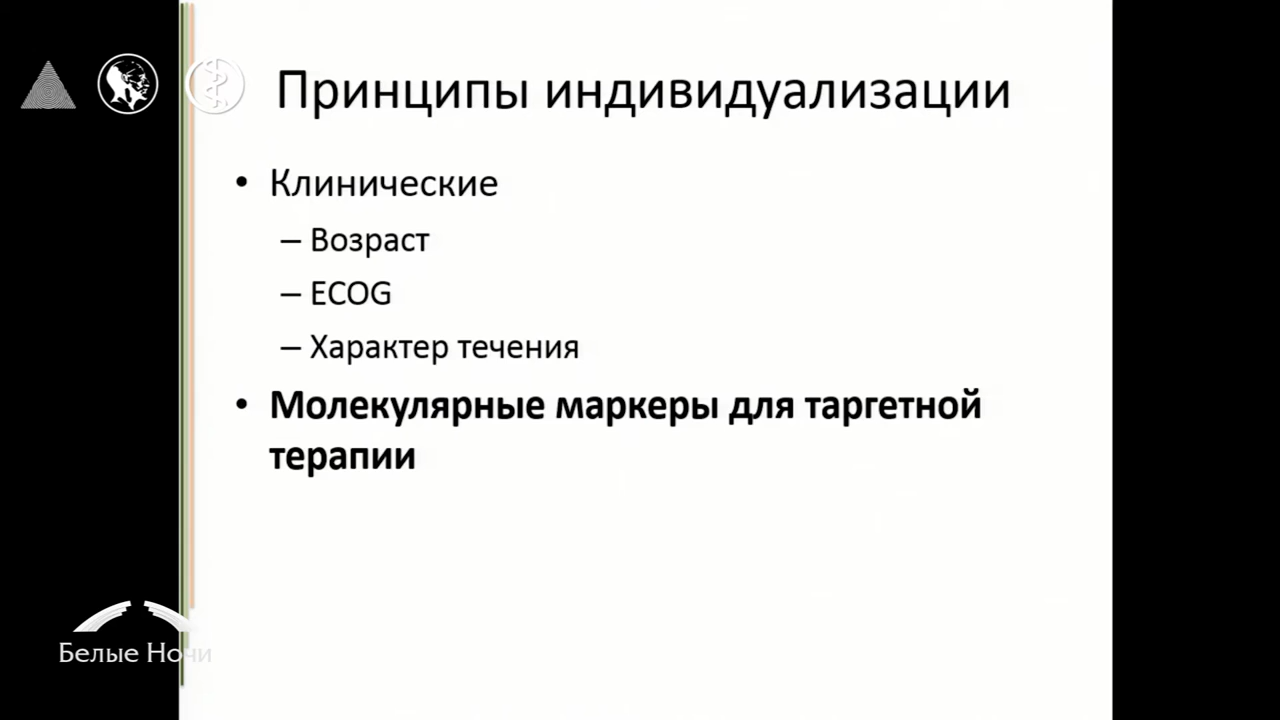 Принципы индивидуализации
• Клинические
– Возраст
– ECOG
– Характер течения
• Молекулярные маркеры для таргетной
терапии
Белые Ночи